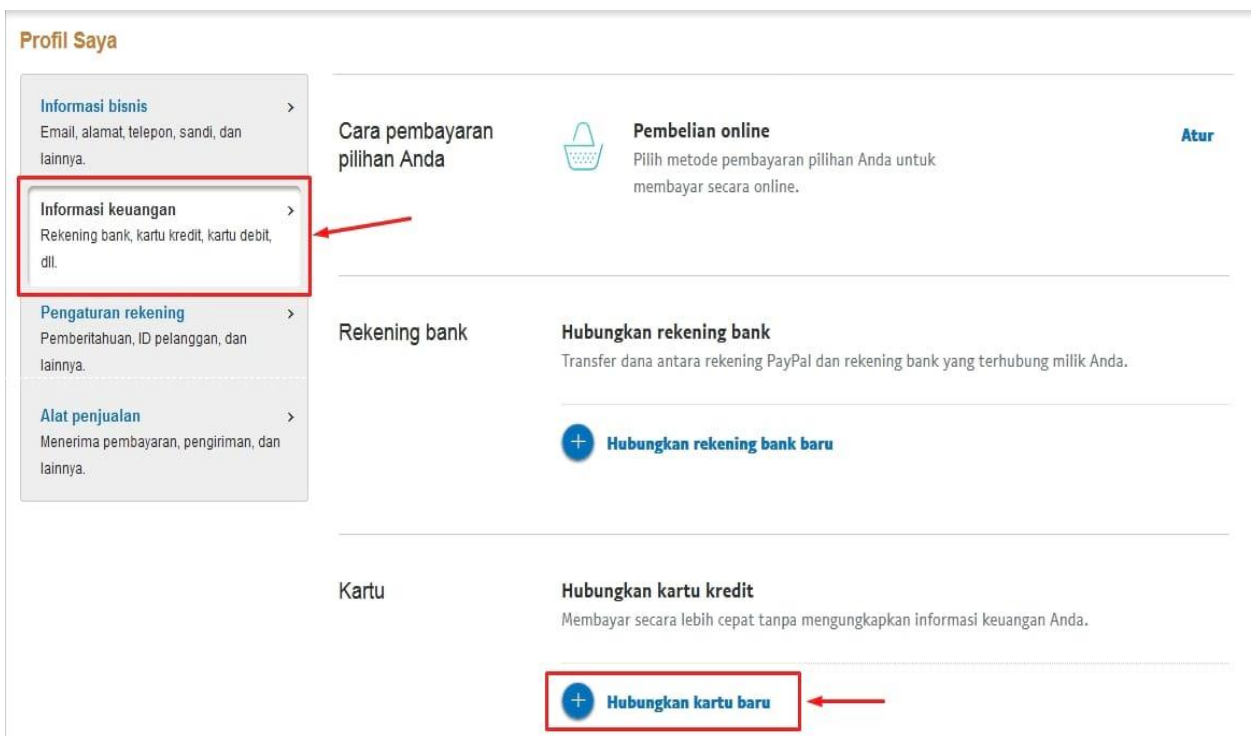 Profil Saya
Informasi bisnis
Email, alamat, telepon, sandi, dan
lainnya.
Informasi keuangan
Rekening bank, kartu kredit, kartu debit,
dll.
Pengaturan rekening
Pemberitahuan, ID pelanggan, dan
lainnya.
Alat penjualan
Menerima pembayaran, pengiriman, dan
lainnya.
Cara pembayaran
pilihan Anda
Pembelian online
Pilih metode pembayaran pilihan Anda untuk
membayar secara online.
Atur
Rekening bank
Hubungkan rekening bank
Transfer dana antara rekening PayPal dan rekening bank yang terhubung milik Anda.
Hubungkan rekening bank baru
Kartu
Hubungkan kartu kredit
Membayar secara lebih cepat tanpa mengungkapkan informasi keuangan Anda.
Hubungkan kartu baru